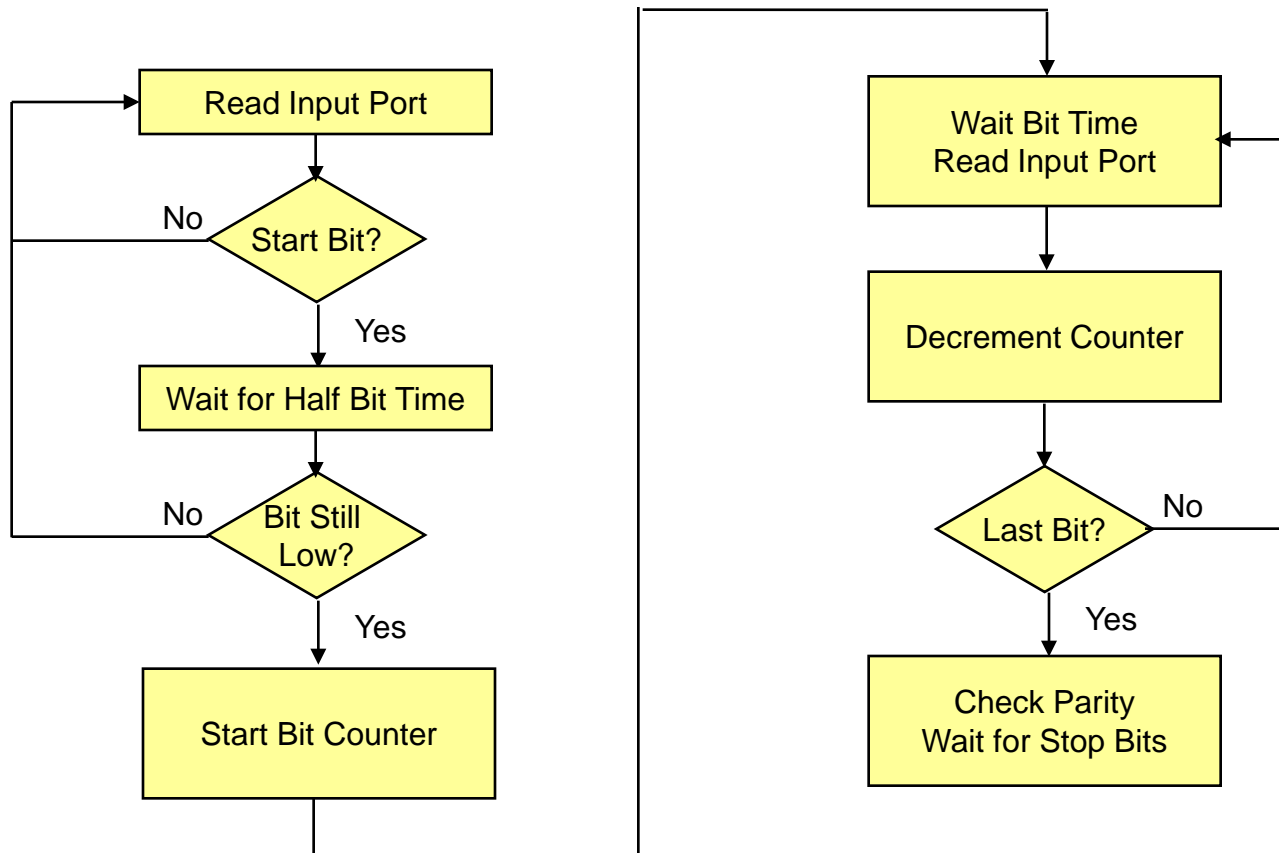 Read Input Port
No
Start Bit?
Yes
Wait for Half Bit Time
No
Bit Still
Low?
Yes
Start Bit Counter
Wait Bit Time
Read Input Port
Decrement Counter
Last Bit?
No
Yes
Check Parity
Wait for Stop Bits